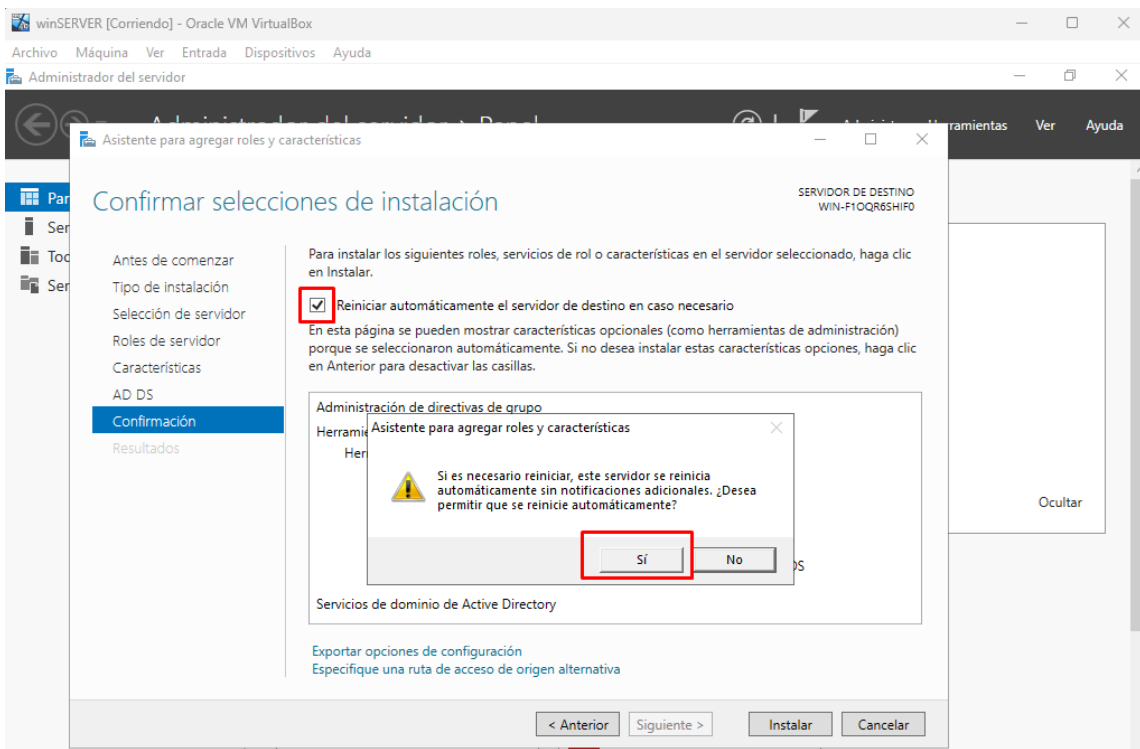 winSERVER [Corriendo] - Oracle VM VirtualBox
Archivo Máquina Ver Entrada Dispositivos Ayuda
Administrador del servidor
Ver Ayuda
Asistente para agregar roles y características
Confirmar selecciones de instalación
SERVIDOR DE DESTINO
WIN-F1OQR6SHIF0
Antes de comenzar
Tipo de instalación
Selección de servidor
Roles de servidor
Características
AD DS
Confirmación
Resultados
Para instalar los siguientes roles, servicios de rol o características en el servidor seleccionado, haga clic
en Instalar.
Reiniciar automáticamente el servidor de destino en caso necesario
En esta página se pueden mostrar características opcionales (como herramientas de administración)
porque se seleccionaron automáticamente. Si no desea instalar estas características opciones, haga clic
en Anterior para desactivar las casillas.
Administración de directivas de grupo
Asistente para agregar roles y características
Si es necesario reiniciar, este servidor se reinicia
automáticamente sin notificaciones adicionales. ¿Desea
permitir que se reinicie automáticamente?
Sí No
Servicios de dominio de Active Directory
Exportar opciones de configuración
Especifique una ruta de acceso de origen alternativa
Ocultar
< Anterior Siguiente > Instalar Cancelar